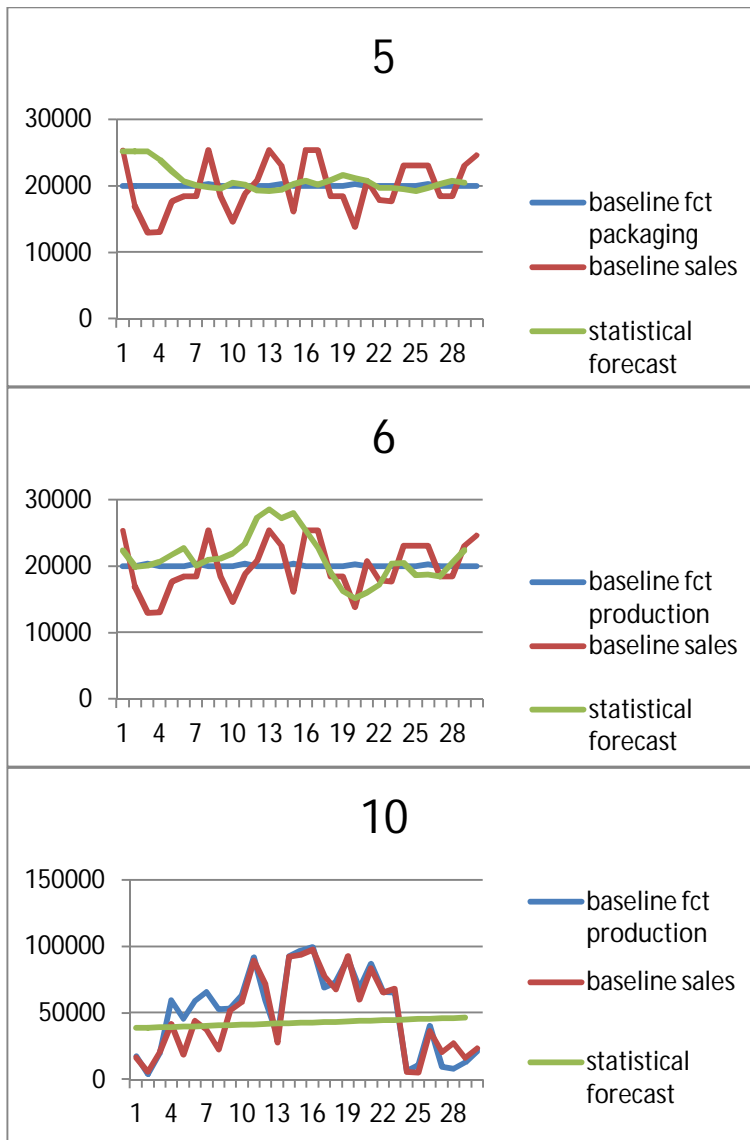 5
30000
20000
10000
0
1 4 7 10 13 16 19 22 25 28
baseline fct
packaging
baseline sales
statistical
forecast
6
30000
20000
10000
0
1 4 7 10 13 16 19 22 25 28
baseline fct
production
baseline sales
statistical
forecast
10
150000
100000
50000
0
1 4 7 10 13 16 19 22 25 28
baseline fct
production
baseline sales
statistical
forecast